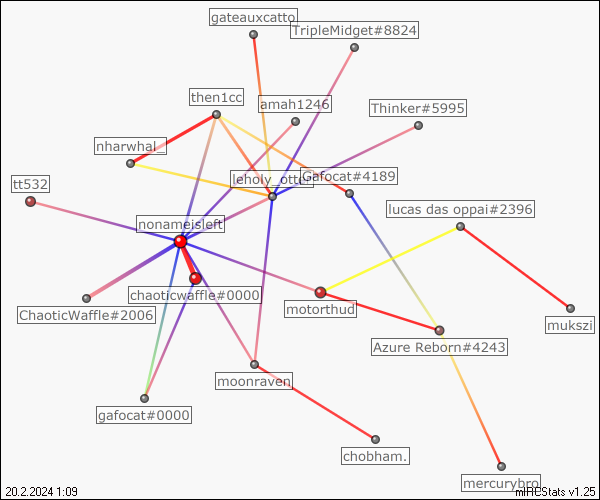 gateauxcatto
TripleMidget#8824
then1cc
amah1246
Thinker#5995
nharwhal_
tt532
leholy_otte
Gafocat#4189
lucas das oppai#2396
nonameisleft
chaoticwaffle#0000
ChaoticWaffle#2006
motorthud
mukszi
Azure Reborn#4243
moonraven
gafocat#0000
chobham.
mercurybro
20.2.2024 1:09
mIRCStats v1.25